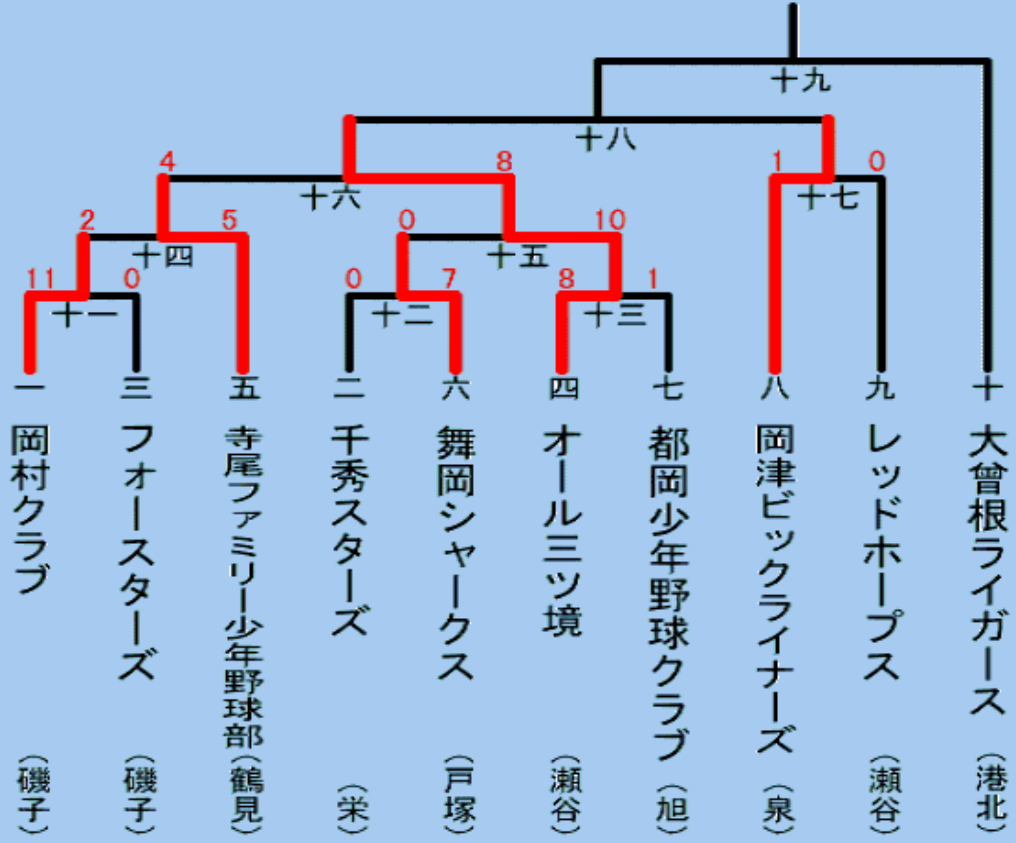 十九
十八
4 8 1 0
十六 十七
2 5 0 10
十四 十五
11 0 0 7 8 1
十一 十二 十三
一 三 五 二 六 四 七 八 九 十
岡村クラブ（磯子）
フォースターズ（磯子）
寺尾ファミリー少年野球部（鶴見）
千秀スターズ（栄）
舞岡シャークス（戸塚）
オール三ツ境（瀬谷）
都岡少年野球クラブ（旭）
岡津ビックライナーズ（泉）
レッドホープス（瀬谷）
大曾根ライガース（港北）